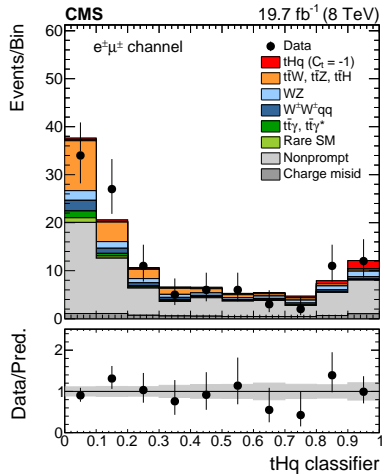 CMS 19.7 fb⁻¹ (8 TeV)
Events/Bin
60
50
40
30
20
10
0
e±μ± channel
Data
tHq (Cₜ = -1)
tt̄W, tt̄Z, tt̄H
WZ
W±W±qq
tt̄γ, tt̄γ*
Rare SM
Nonprompt
Charge misid
Data/Pred.
2
1
0
0 0.1 0.2 0.3 0.4 0.5 0.6 0.7 0.8 0.9 1
tHq classifier